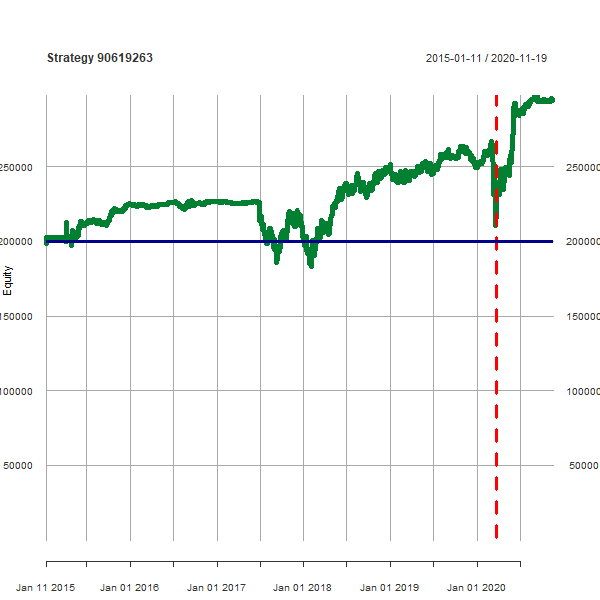 Strategy 90619263
2015-01-11 / 2020-11-19
250000
250000
200000
200000
Equity
150000
150000
100000
100000
50000
50000
Jan 11 2015
Jan 01 2016
Jan 01 2017
Jan 01 2018
Jan 01 2019
Jan 01 2020